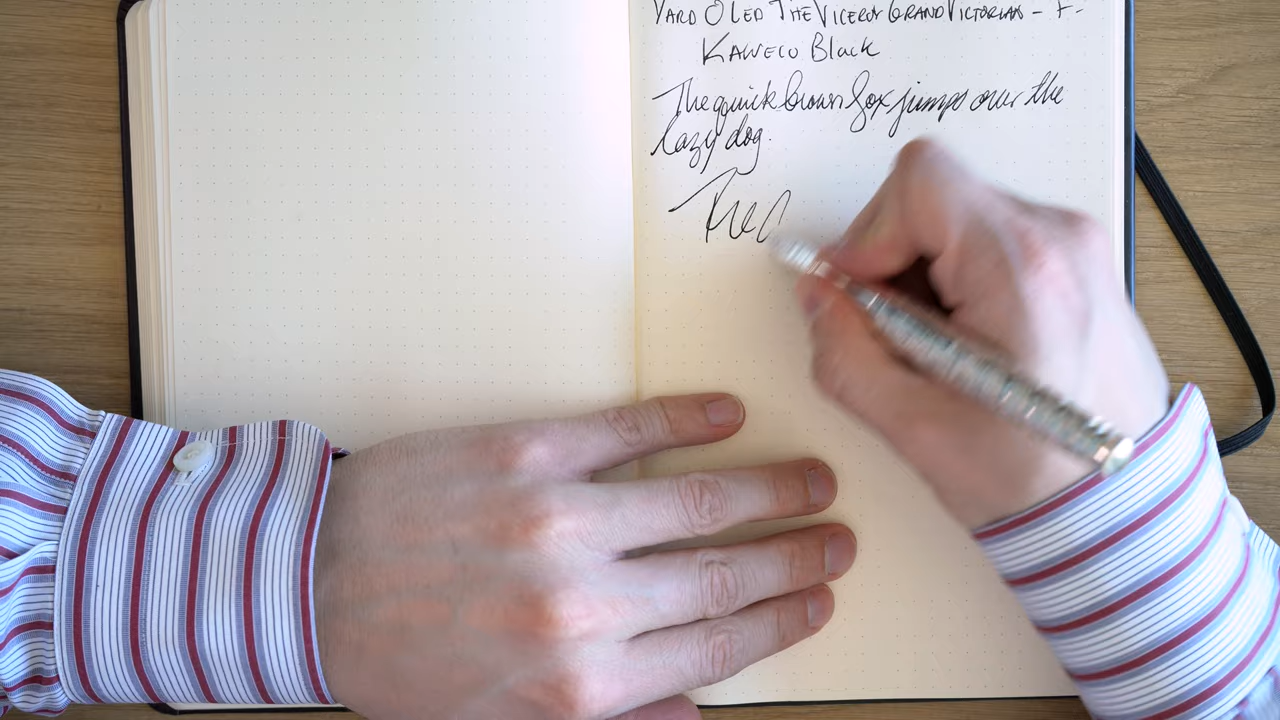 YARD O LED THE VICEROY GRAND VICTORIAN - F-
KAWECO Black
The quick brown fox jumps over the
lazy dog.